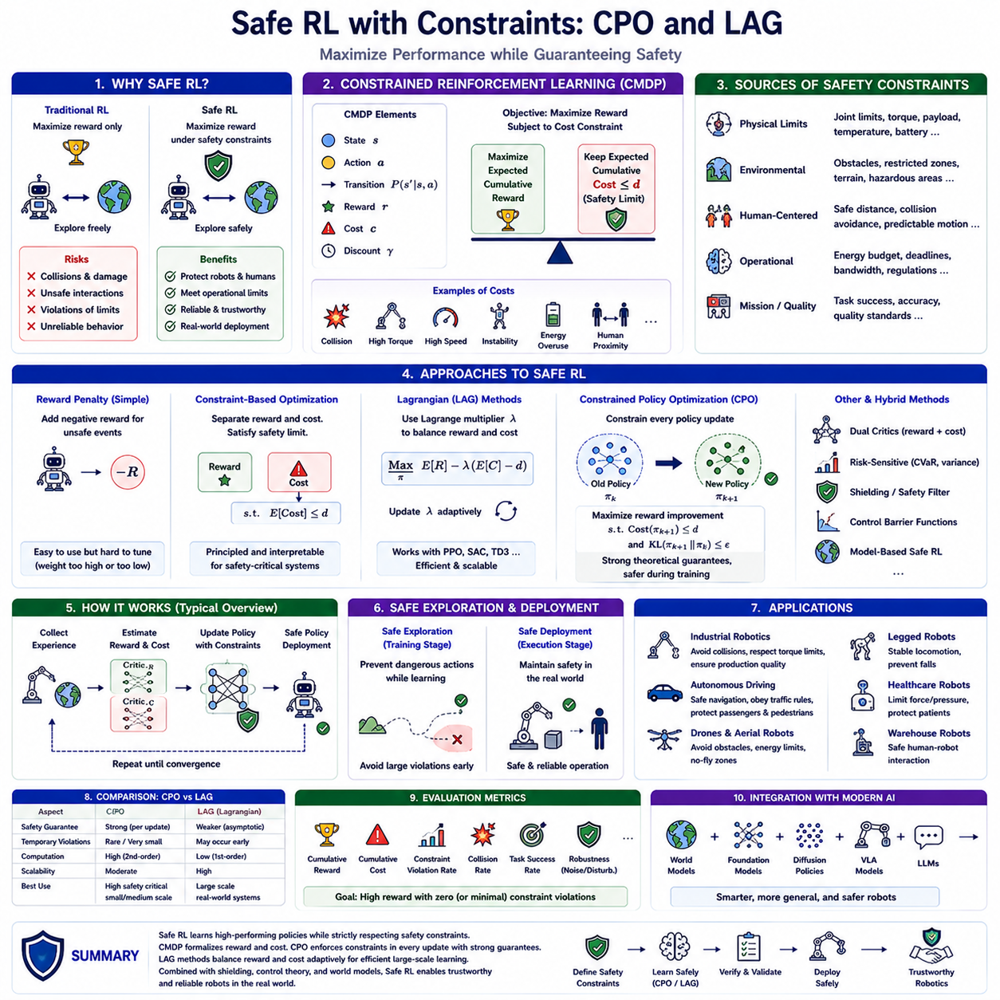 Safe RL with Constraints: CPO and LAG
Maximize Performance while Guaranteeing Safety
1. WHY SAFE RL?
Traditional RL
Maximize reward only
Explore freely
Safe RL
Maximize reward
under safety constraints
Explore safely
Risks
Collisions & damage
Unsafe interactions
Violations of limits
Unreliable behavior
Benefits
Protect robots & humans
Meet operational limits
Reliable & trustworthy
Real-world deployment
2. CONSTRAINED REINFORCEMENT LEARNING (CMDP)
CMDP Elements
State s
Action a
Transition P(s'|s, a)
Reward r
Cost c
Discount γ
Objective: Maximize Reward
Subject to Cost Constraint
Maximize
Expected
Cumulative
Reward
Keep Expected
Cumulative
Cost ≤ d
(Safety Limit)
Examples of Costs
Collision
High Torque
High Speed
Instability
Energy
Overuse
Human
Proximity
...
3. SOURCES OF SAFETY CONSTRAINTS
Physical Limits
Joint limits, torque, payload,
temperature, battery ...
Environmental
Obstacles, restricted zones,
terrain, hazardous areas ...
Human-Centered
Safe distance, collision
avoidance, predictable motion ...
Operational
Energy budget, deadlines,
bandwidth, regulations ...
Mission / Quality
Task success, accuracy,
quality standards ...
4. APPROACHES TO SAFE RL
Reward Penalty (Simple)
Add negative reward for
unsafe events
−R
Easy to use but hard to tune
(weight too high or too low)
Constraint-Based Optimization
Separate reward and cost.
Satisfy safety limit.
Reward
Cost
s.t. E[Cost] ≤ d
Principled and interpretable
for safety-critical systems
Lagrangian (LAG) Methods
Use Lagrange multiplier λ
to balance reward and cost
Max E[R] − λ(E[C] − d)
π
Update λ adaptively
Works with PPO, SAC, TD3 ...
Efficient & scalable
Constrained Policy Optimization (CPO)
Constrain every policy update
Old Policy
πk
New Policy
πk+1
Maximize reward improvement
s.t. Cost(πk+1) ≤ d
and KL(πk+1 || πk) ≤ ϵ
Strong theoretical guarantees,
safer during training
Other & Hybrid Methods
Dual Critics (reward + cost)
Risk-Sensitive (CVaR, variance)
Shielding / Safety Filter
Control Barrier Functions
Model-Based Safe RL
...
5. HOW IT WORKS (Typical Overview)
Collect
Experience
Estimate
Reward & Cost
Critic-R
Critic-C
Update Policy
with Constraints
Safe Policy
Deployment
Repeat until convergence
6. SAFE EXPLORATION & DEPLOYMENT
Safe Exploration
(Training Stage)
Prevent dangerous actions
while learning
Avoid large violations early
Safe Deployment
(Execution Stage)
Maintain safety in
the real world
Safe & reliable operation
7. APPLICATIONS
Industrial Robotics
Avoid collisions, respect torque limits,
ensure production quality
Autonomous Driving
Safe navigation, obey traffic rules,
protect passengers & pedestrians
Drones & Aerial Robots
Avoid obstacles, energy limits,
no-fly zones
Legged Robots
Stable locomotion,
prevent falls
Healthcare Robots
Limit force/pressure,
protect patients
Warehouse Robots
Safe human-robot
interaction
8. COMPARISON: CPO vs LAG
Aspect CPO LAG (Lagrangian)
Safety Guarantee Strong (per update) Weaker (asymptotic)
Temporary Violations Rare / Very small May occur early
Computation High (2nd-order) Low (1st-order)
Scalability Moderate High
Best Use High safety critical Large scale
small/medium scale real-world systems
9. EVALUATION METRICS
Cumulative
Reward
Cumulative
Cost
Constraint
Violation Rate
Collision
Rate
Task Success
Rate
Robustness
(Noise/Disturb.)
...
Goal: High reward with zero (or minimal) constraint violations
10. INTEGRATION WITH MODERN AI
World
Models
+
Foundation
Models
+
Diffusion
Policies
+
VLA
Models
+
LLMs
Smarter, more general, and safer robots
SUMMARY
Safe RL learns high-performing policies while strictly respecting safety constraints.
CMDP formalizes reward and cost. CPO enforces constraints in every update with strong guarantees.
LAG methods balance reward and cost adaptively for efficient large-scale learning.
Combined with shielding, control theory, and world models, Safe RL enables trustworthy
and reliable robots in the real world.
Define Safety
Constraints
Learn Safely
(CPO / LAG)
Verify & Validate
Deploy
Safely
Trustworthy
Robotics